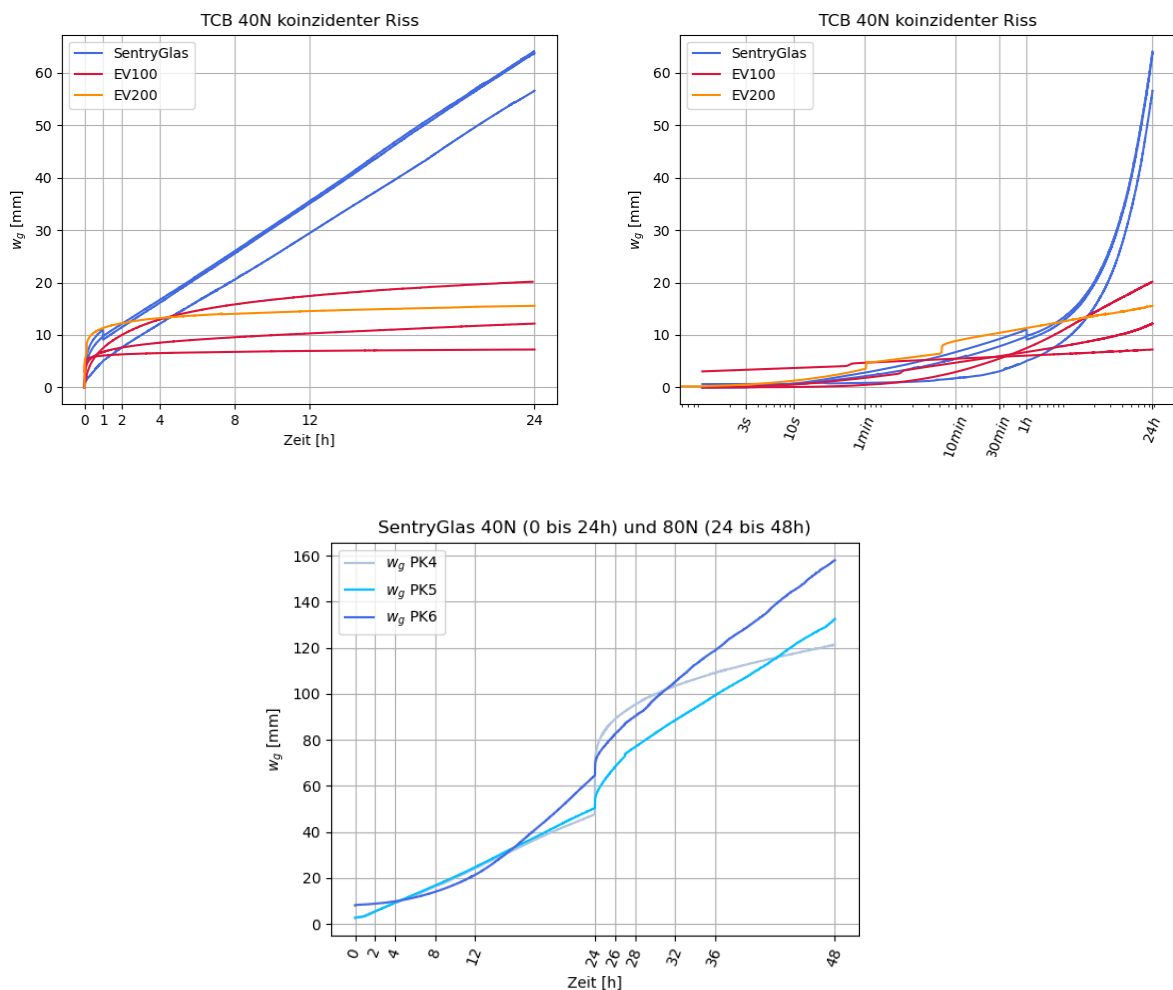 TCB 40N koinzidenter Riss
SentryGlas
EV100
EV200
60
50
40
30
20
10
0
w_g [mm]
0 1 2 4 8 12 24
Zeit [h]
TCB 40N koinzidenter Riss
SentryGlas
EV100
EV200
60
50
40
30
20
10
0
w_g [mm]
3s 10s 1min 10min 30min 1h 24h
SentryGlas 40N (0 bis 24h) und 80N (24 bis 48h)
w_g PK4
w_g PK5
w_g PK6
160
140
120
100
80
60
40
20
0
w_g [mm]
0 2 4 8 12 24 26 28 32 36 48
Zeit [h]